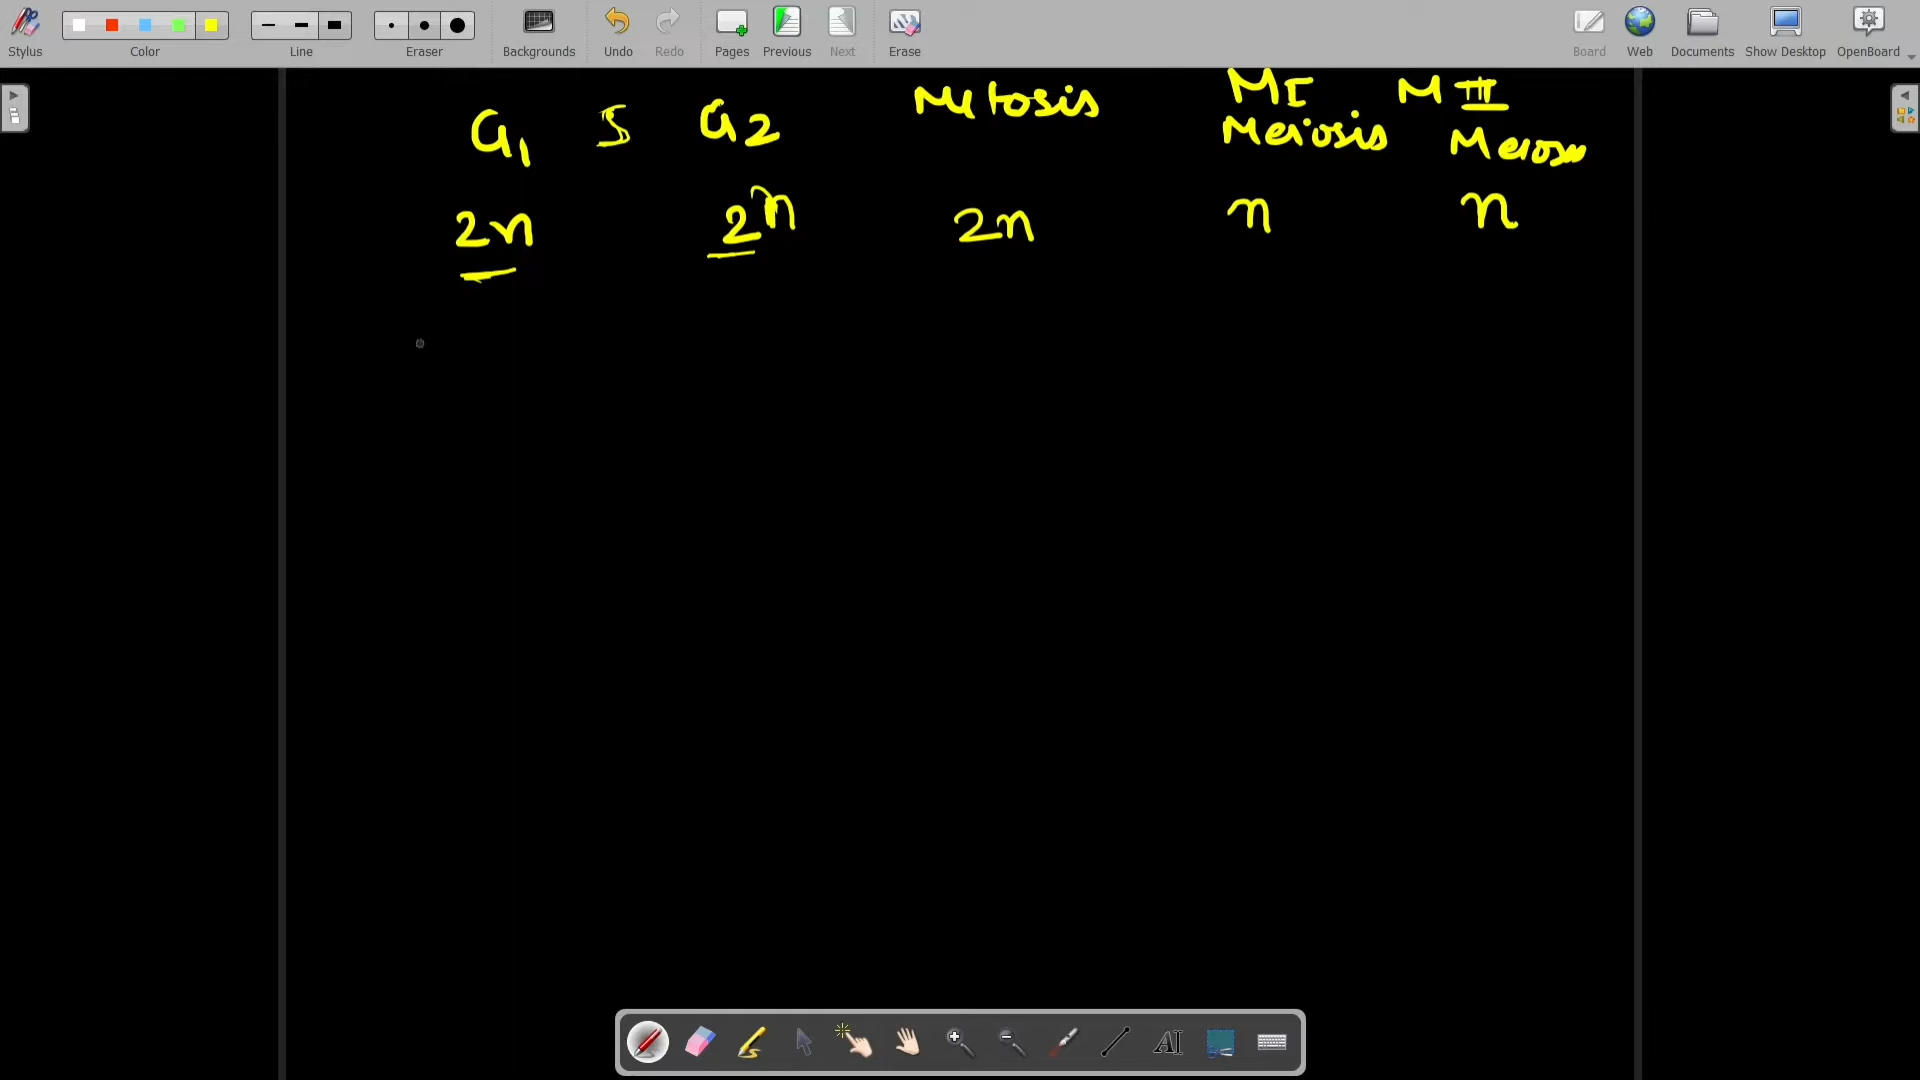 Stylus Color Line Eraser Backgrounds Undo Redo Pages Previous Next Erase Board Web Documents Show Desktop OpenBoard
G1 S G2 Mitosis MI Meiosis M II Meiosis
2n 2n 2n n n